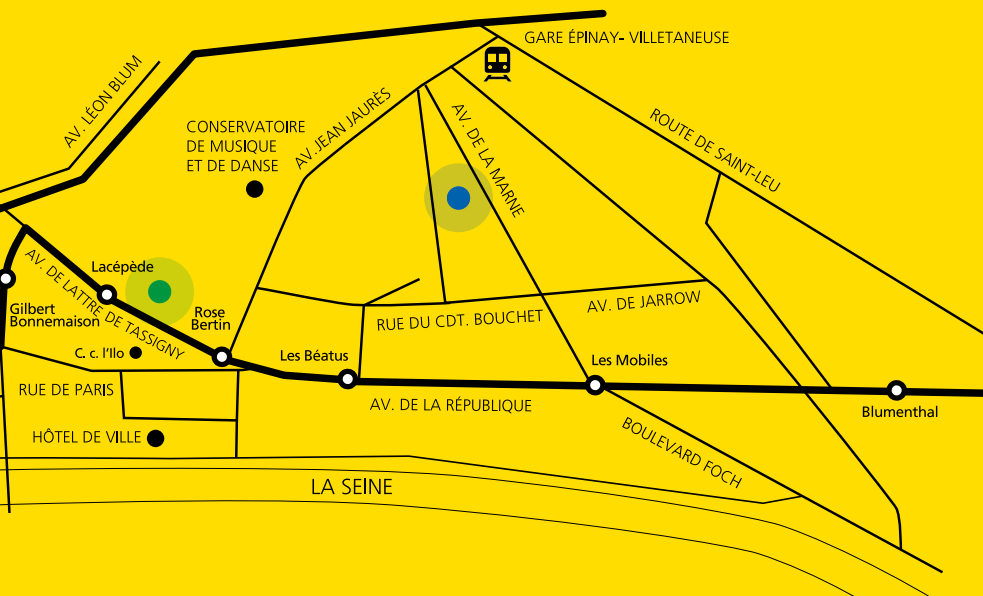 GARE ÉPINAY- VILLETANEUSE
AV. LÉON BLUM
CONSERVATOIRE
DE MUSIQUE
ET DE DANSE
AV. JEAN JAURÈS
AV. DE LA MARNE
ROUTE DE SAINT-LEU
AV. DE LATTRE DE TASSIGNY
Lacépède
Gilbert
Bonnemaison
Rose
Bertin
C. c. l'Ilo
RUE DU CDT. BOUCHET
AV. DE JARROW
Les Béatus
Les Mobiles
RUE DE PARIS
AV. DE LA RÉPUBLIQUE
Blumenthal
HÔTEL DE VILLE
BOULEVARD FOCH
LA SEINE